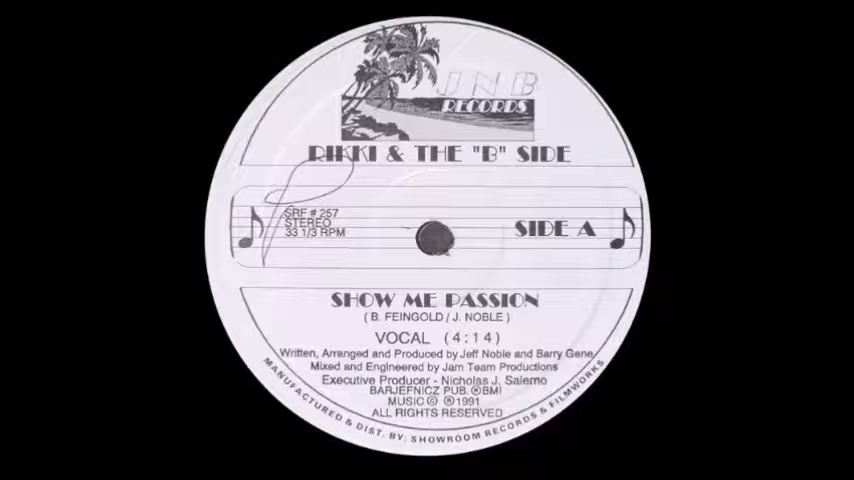 JNB
RECORDS
RIKKI & THE "B" SIDE
SRF # 257
STEREO
33 1/3 RPM
SIDE A
SHOW ME PASSION
( B. FEINGOLD / J. NOBLE )
VOCAL (4:14)
Written, Arranged and Produced by Jeff Noble and Barry Gene
Mixed and Engineered by Jam Team Productions
Executive Producer - Nicholas J. Salerno
BARJEFNICZ PUB. ℗BMI
MUSIC © ℗1991
ALL RIGHTS RESERVED
MANUFACTURED & DIST. BY: SHOWROOM RECORDS & FILMWORKS